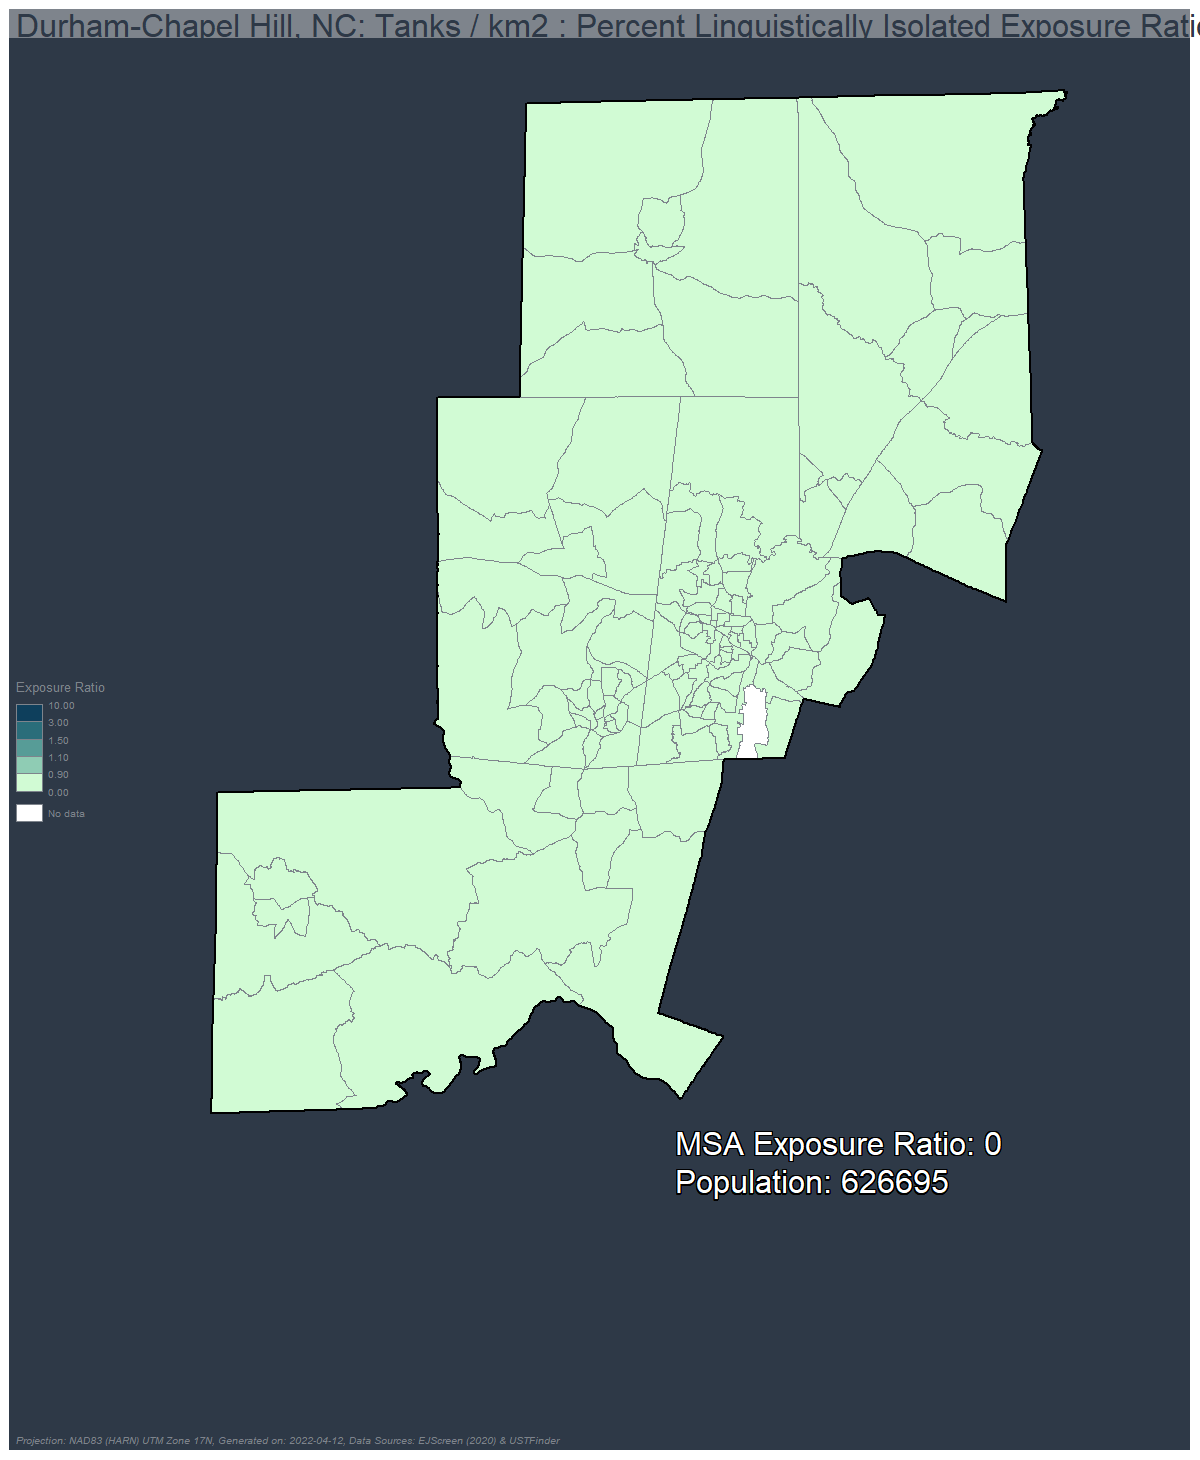 Durham-Chapel Hill, NC: Tanks / km2 : Percent Linguistically Isolated Exposure Ratio
Exposure Ratio
10.00
3.00
1.50
1.10
0.90
0.00
No data
MSA Exposure Ratio: 0
Population: 626695
Projection: NAD83 (HARN) UTM Zone 17N, Generated on: 2022-04-12, Data Sources: EJScreen (2020) & USTFinder